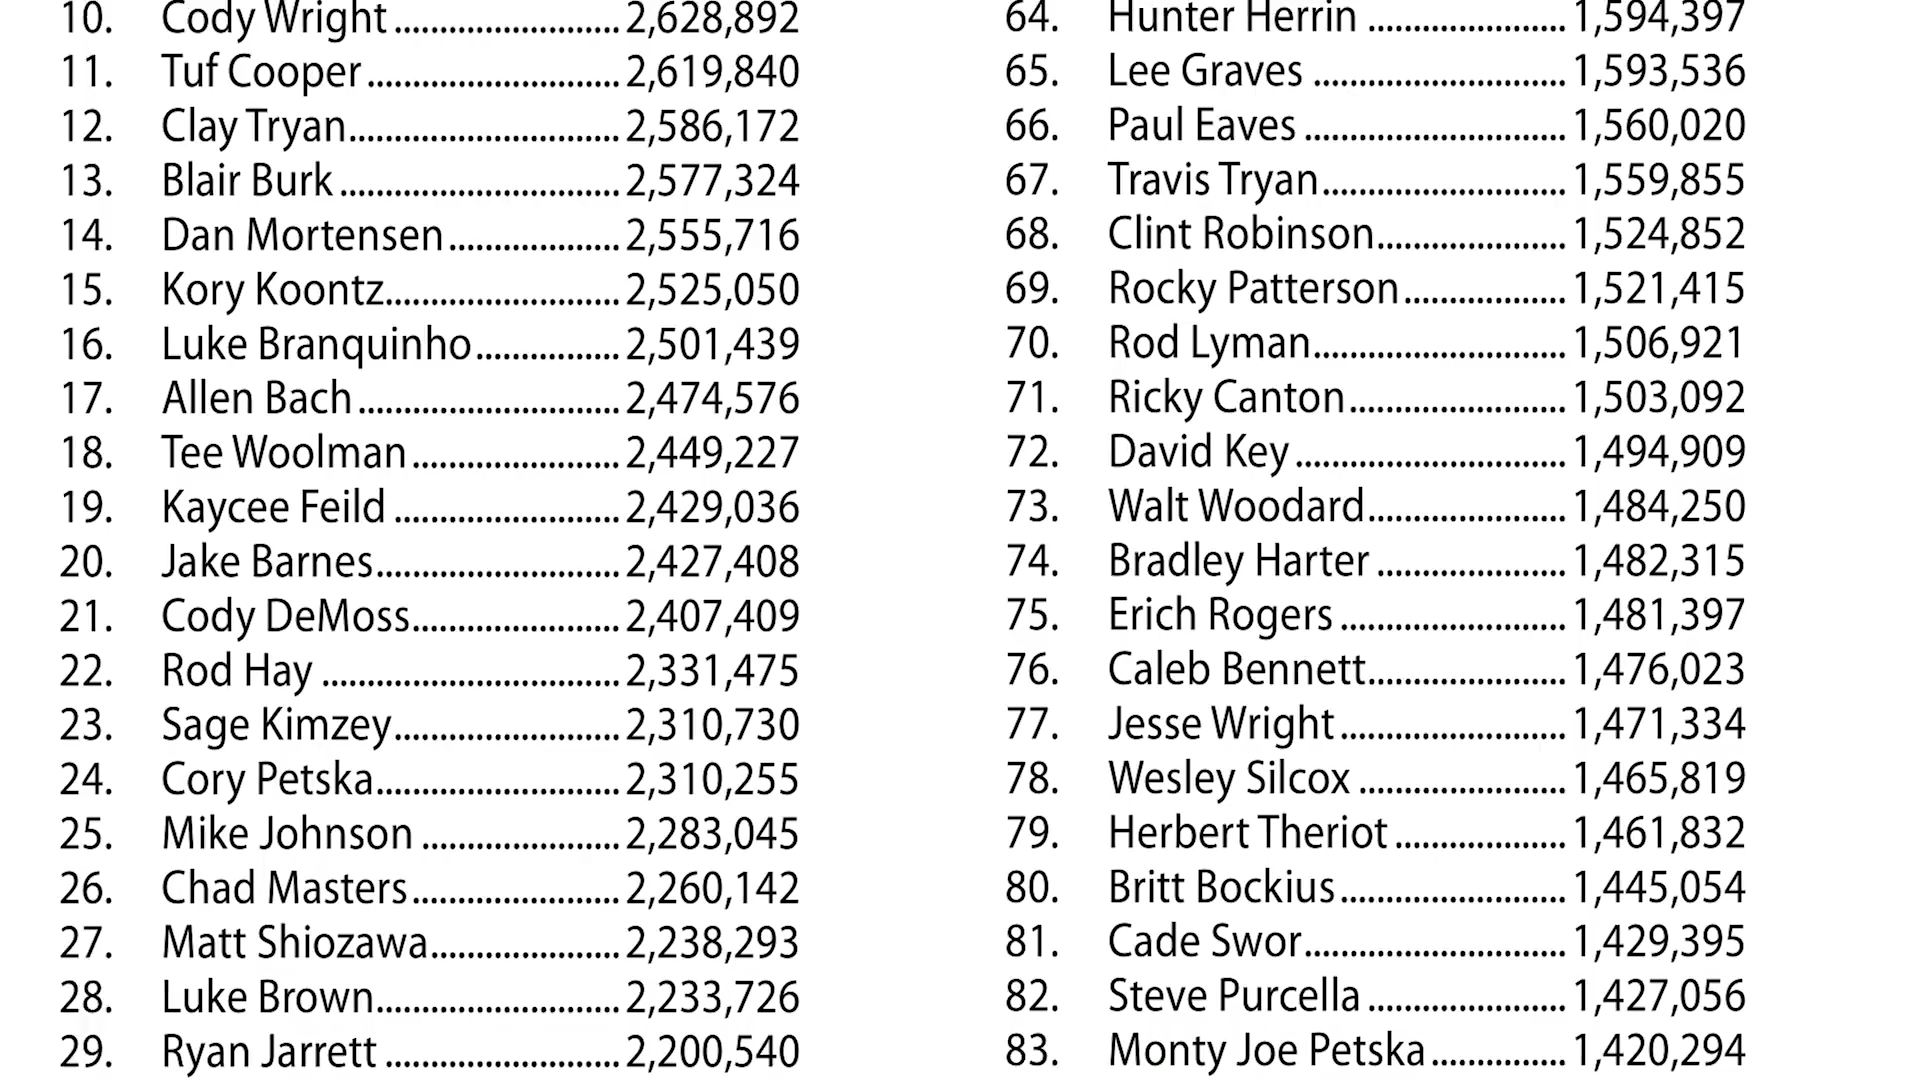 10. Cody Wright ......................... 2,628,892
11. Tuf Cooper............................ 2,619,840
12. Clay Tryan.............................. 2,586,172
13. Blair Burk ............................... 2,577,324
14. Dan Mortensen................... 2,555,716
15. Kory Koontz.......................... 2,525,050
16. Luke Branquinho................ 2,501,439
17. Allen Bach ............................. 2,474,576
18. Tee Woolman ....................... 2,449,227
19. Kaycee Feild ......................... 2,429,036
20. Jake Barnes........................... 2,427,408
21. Cody DeMoss....................... 2,407,409
22. Rod Hay ................................. 2,331,475
23. Sage Kimzey......................... 2,310,730
24. Cory Petska........................... 2,310,255
25. Mike Johnson ...................... 2,283,045
26. Chad Masters ....................... 2,260,142
27. Matt Shiozawa..................... 2,238,293
28. Luke Brown........................... 2,233,726
29. Ryan Jarrett .......................... 2,200,540
64. Hunter Herrin ...................... 1,594,397
65. Lee Graves ............................ 1,593,536
66. Paul Eaves ............................. 1,560,020
67. Travis Tryan........................... 1,559,855
68. Clint Robinson..................... 1,524,852
69. Rocky Patterson.................. 1,521,415
70. Rod Lyman............................ 1,506,921
71. Ricky Canton........................ 1,503,092
72. David Key .............................. 1,494,909
73. Walt Woodard...................... 1,484,250
74. Bradley Harter ..................... 1,482,315
75. Erich Rogers ......................... 1,481,397
76. Caleb Bennett...................... 1,476,023
77. Jesse Wright......................... 1,471,334
78. Wesley Silcox ....................... 1,465,819
79. Herbert Theriot ................... 1,461,832
80. Britt Bockius......................... 1,445,054
81. Cade Swor............................. 1,429,395
82. Steve Purcella ...................... 1,427,056
83. Monty Joe Petska............... 1,420,294